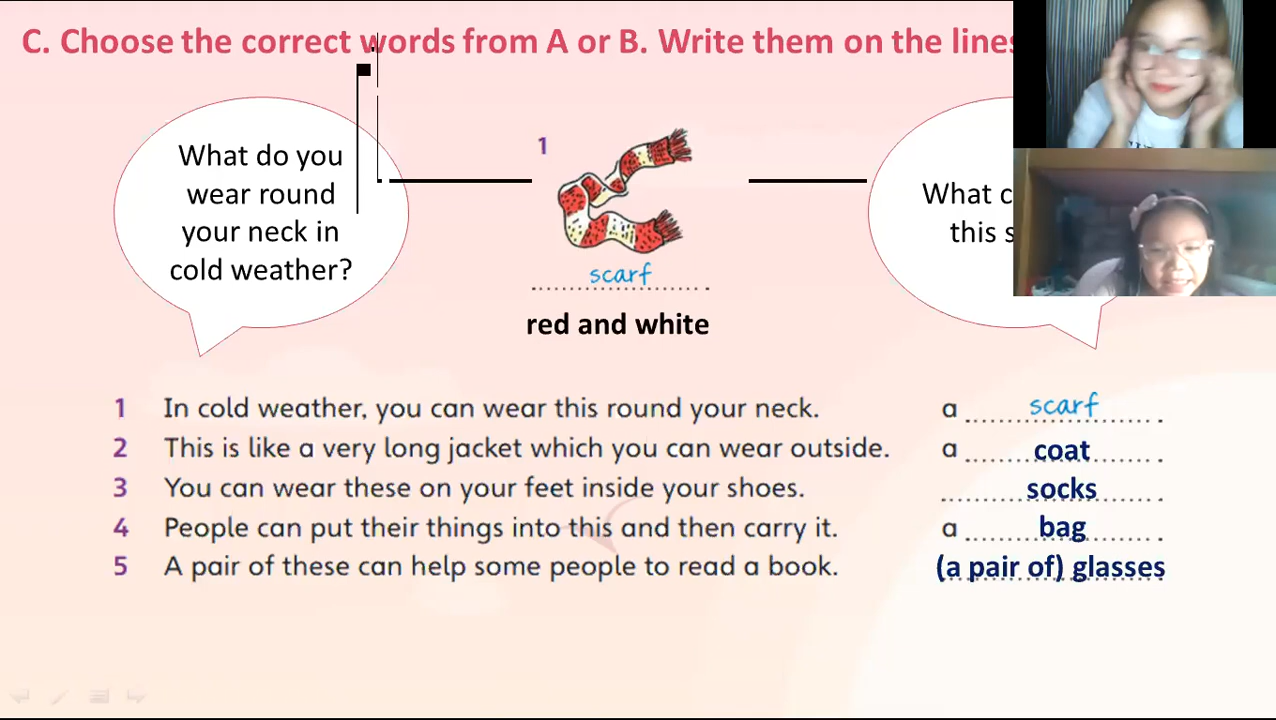 C. Choose the correct words from A or B. Write them on the lines
What do you
wear round
your neck in
cold weather?
1
scarf
red and white
What
this
1 In cold weather, you can wear this round your neck. a scarf
2 This is like a very long jacket which you can wear outside. a coat
3 You can wear these on your feet inside your shoes. socks
4 People can put their things into this and then carry it. a bag
5 A pair of these can help some people to read a book. (a pair of) glasses